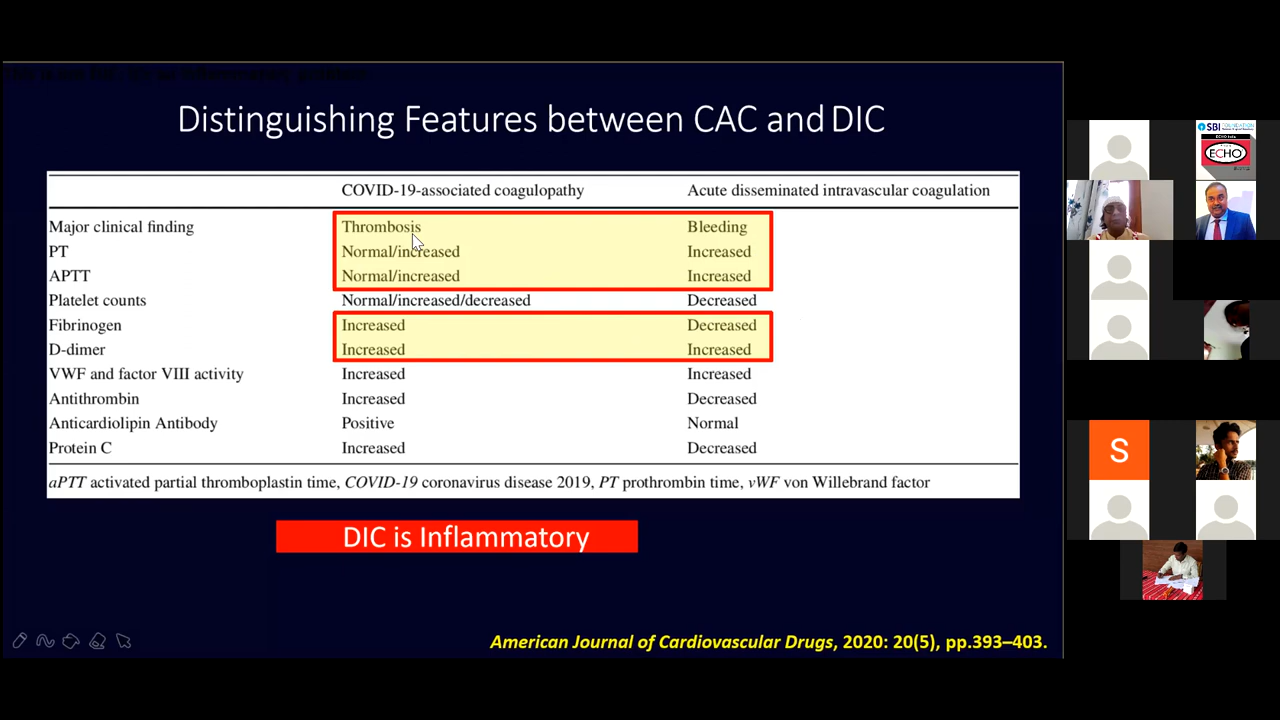 Distinguishing Features between CAC and DIC
COVID-19-associated coagulopathy Acute disseminated intravascular coagulation
Major clinical finding Thrombosis Bleeding
PT Normal/increased Increased
APTT Normal/increased Increased
Platelet counts Normal/increased/decreased Decreased
Fibrinogen Increased Decreased
D-dimer Increased Increased
VWF and factor VIII activity Increased Increased
Antithrombin Increased Decreased
Anticardiolipin Antibody Positive Normal
Protein C Increased Decreased
aPTT activated partial thromboplastin time, COVID-19 coronavirus disease 2019, PT prothrombin time, vWF von Willebrand factor
DIC is Inflammatory
American Journal of Cardiovascular Drugs, 2020: 20(5), pp.393–403.
SBI
ECHO
S